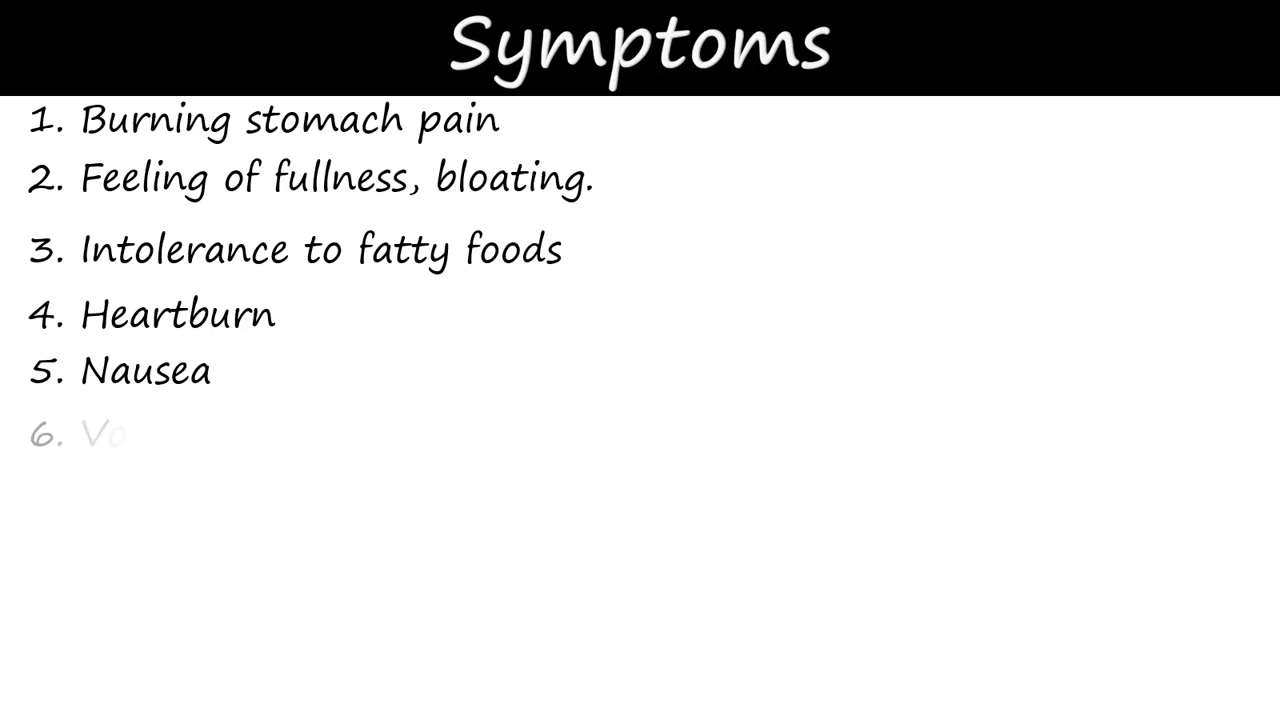 Symptoms
1. Burning stomach pain
2. Feeling of fullness, bloating.
3. Intolerance to fatty foods
4. Heartburn
5. Nausea
6. Vo